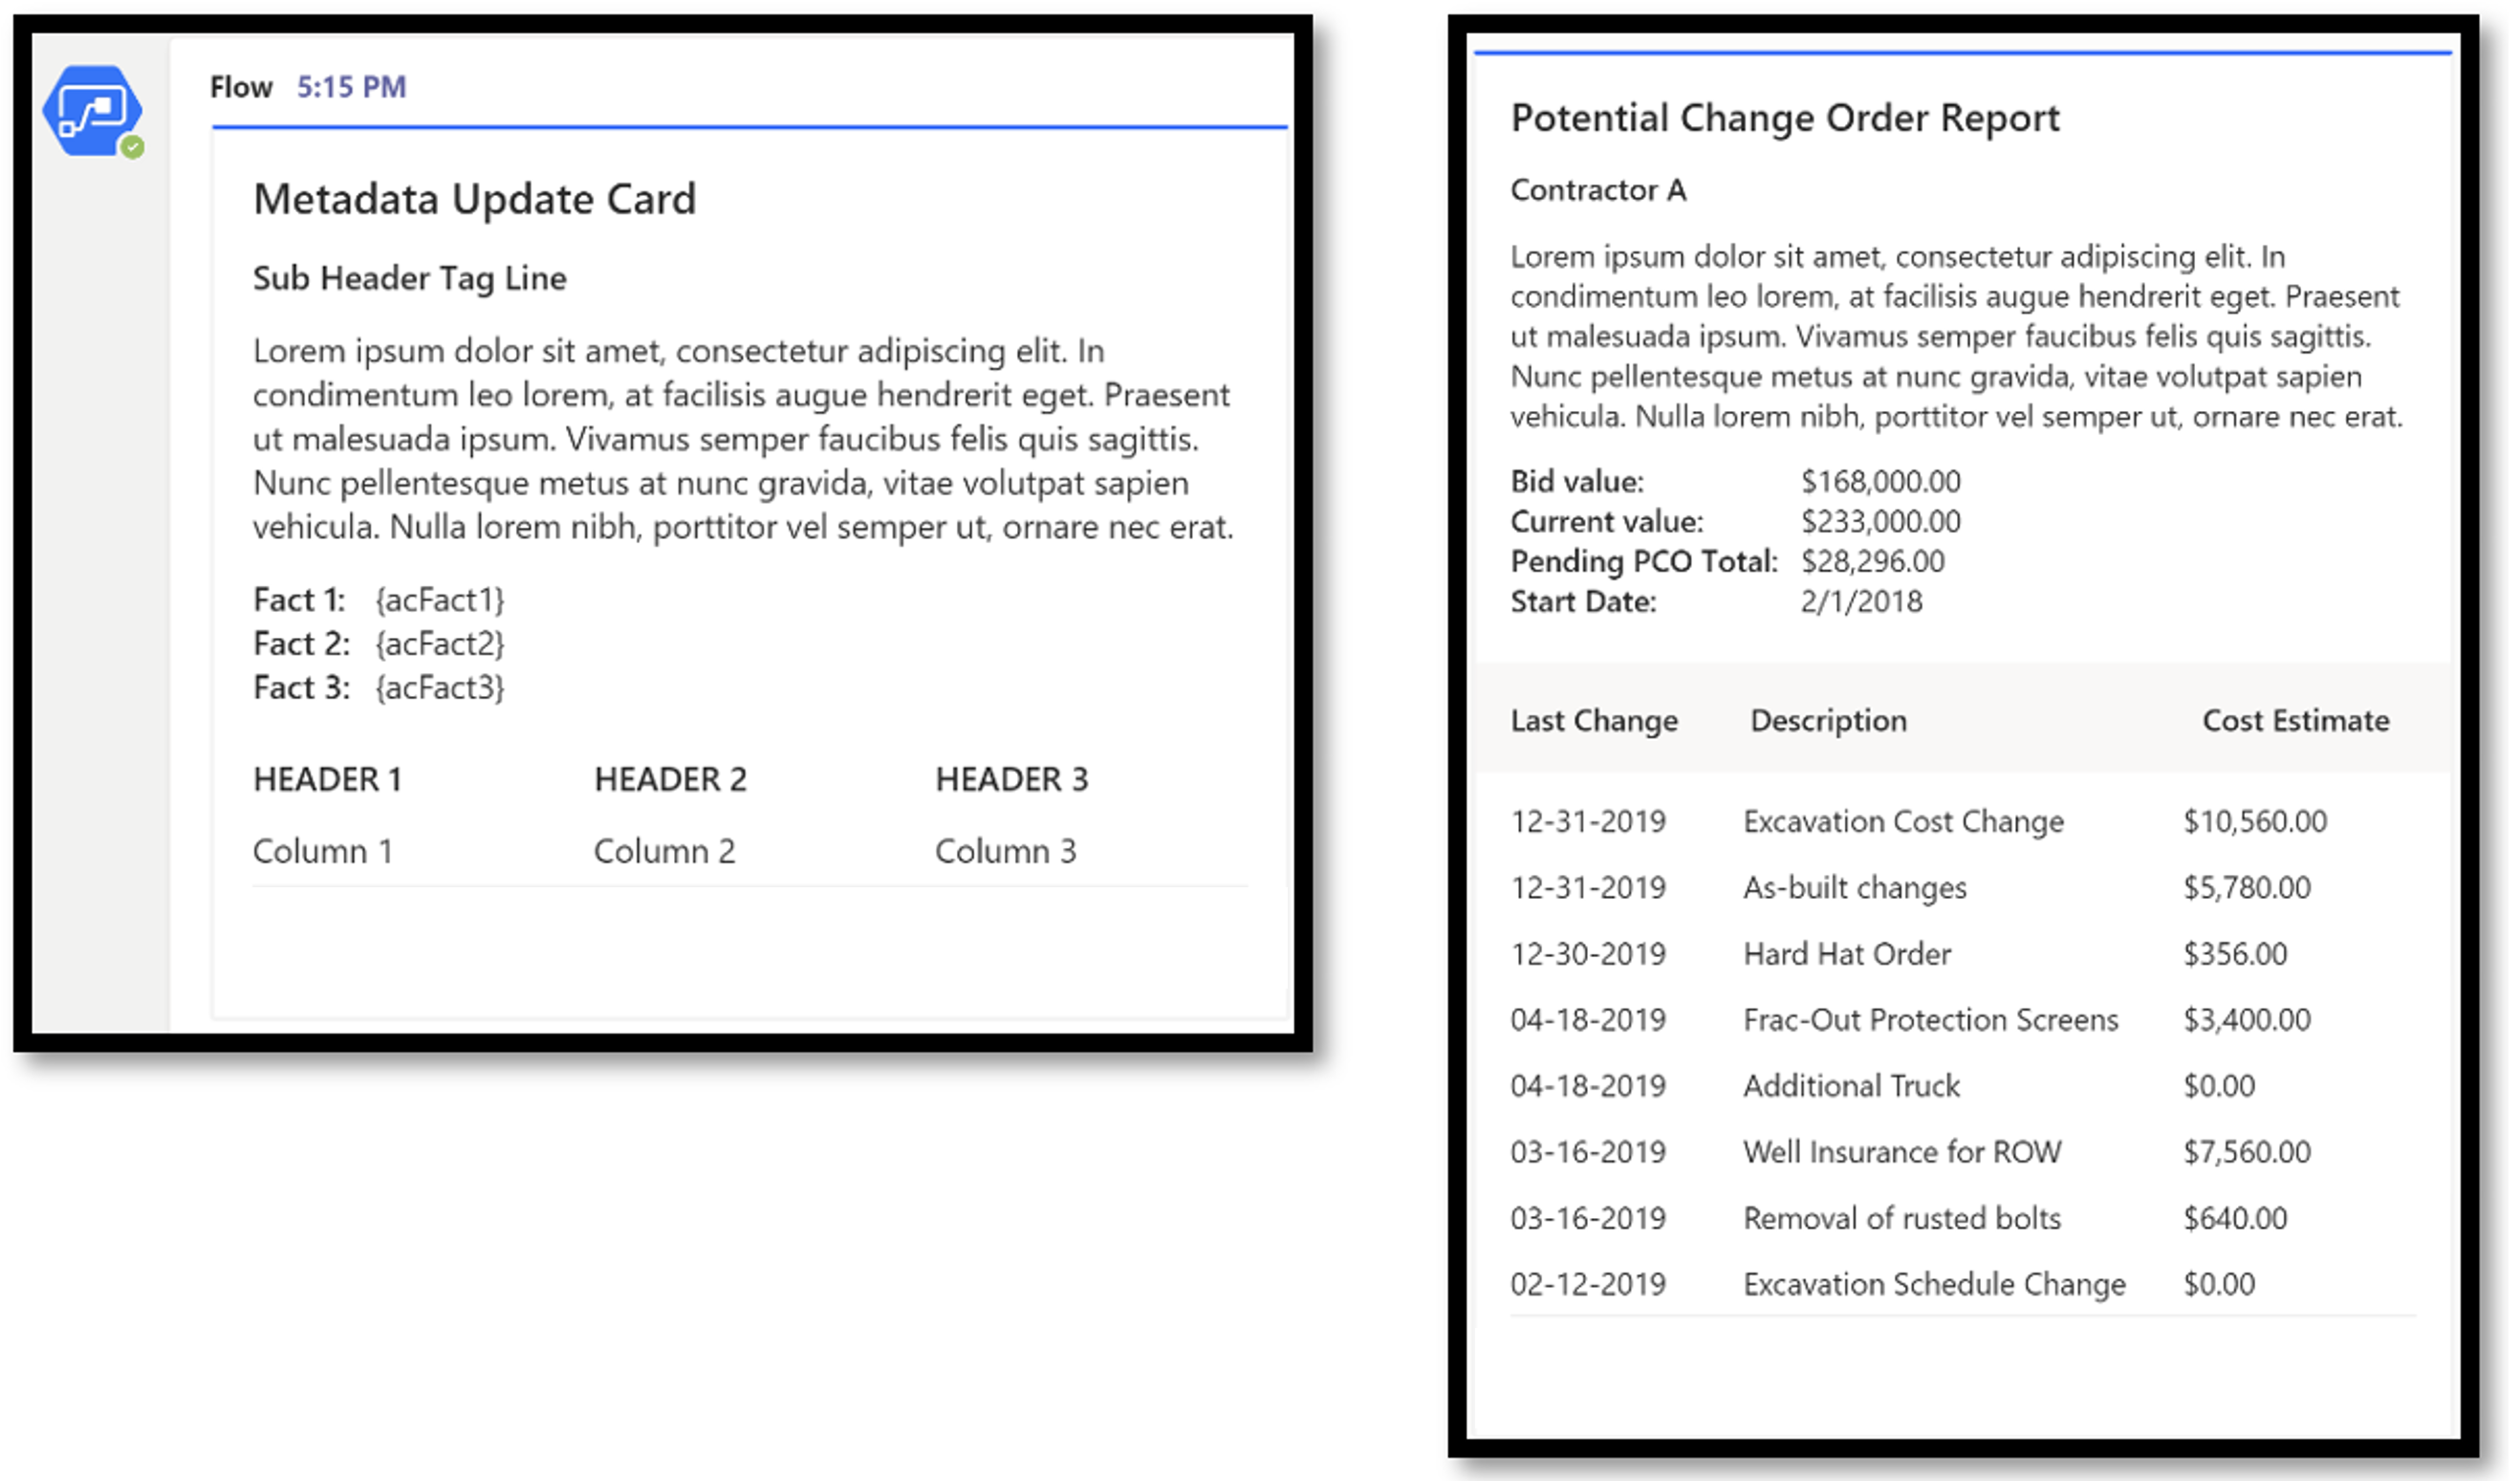 Flow 5:15 PM
Metadata Update Card
Sub Header Tag Line
Lorem ipsum dolor sit amet, consectetur adipiscing elit. In
condimentum leo lorem, at facilisis augue hendrerit eget. Praesent
ut malesuada ipsum. Vivamus semper faucibus felis quis sagittis.
Nunc pellentesque metus at nunc gravida, vitae volutpat sapien
vehicula. Nulla lorem nibh, porttitor vel semper ut, ornare nec erat.
Fact 1: {acFact1}
Fact 2: {acFact2}
Fact 3: {acFact3}
HEADER 1 HEADER 2 HEADER 3
Column 1 Column 2 Column 3
Potential Change Order Report
Contractor A
Lorem ipsum dolor sit amet, consectetur adipiscing elit. In
condimentum leo lorem, at facilisis augue hendrerit eget. Praesent
ut malesuada ipsum. Vivamus semper faucibus felis quis sagittis.
Nunc pellentesque metus at nunc gravida, vitae volutpat sapien
vehicula. Nulla lorem nibh, porttitor vel semper ut, ornare nec erat.
Bid value: $168,000.00
Current value: $233,000.00
Pending PCO Total: $28,296.00
Start Date: 2/1/2018
Last Change Description Cost Estimate
12-31-2019 Excavation Cost Change $10,560.00
12-31-2019 As-built changes $5,780.00
12-30-2019 Hard Hat Order $356.00
04-18-2019 Frac-Out Protection Screens $3,400.00
04-18-2019 Additional Truck $0.00
03-16-2019 Well Insurance for ROW $7,560.00
03-16-2019 Removal of rusted bolts $640.00
02-12-2019 Excavation Schedule Change $0.00